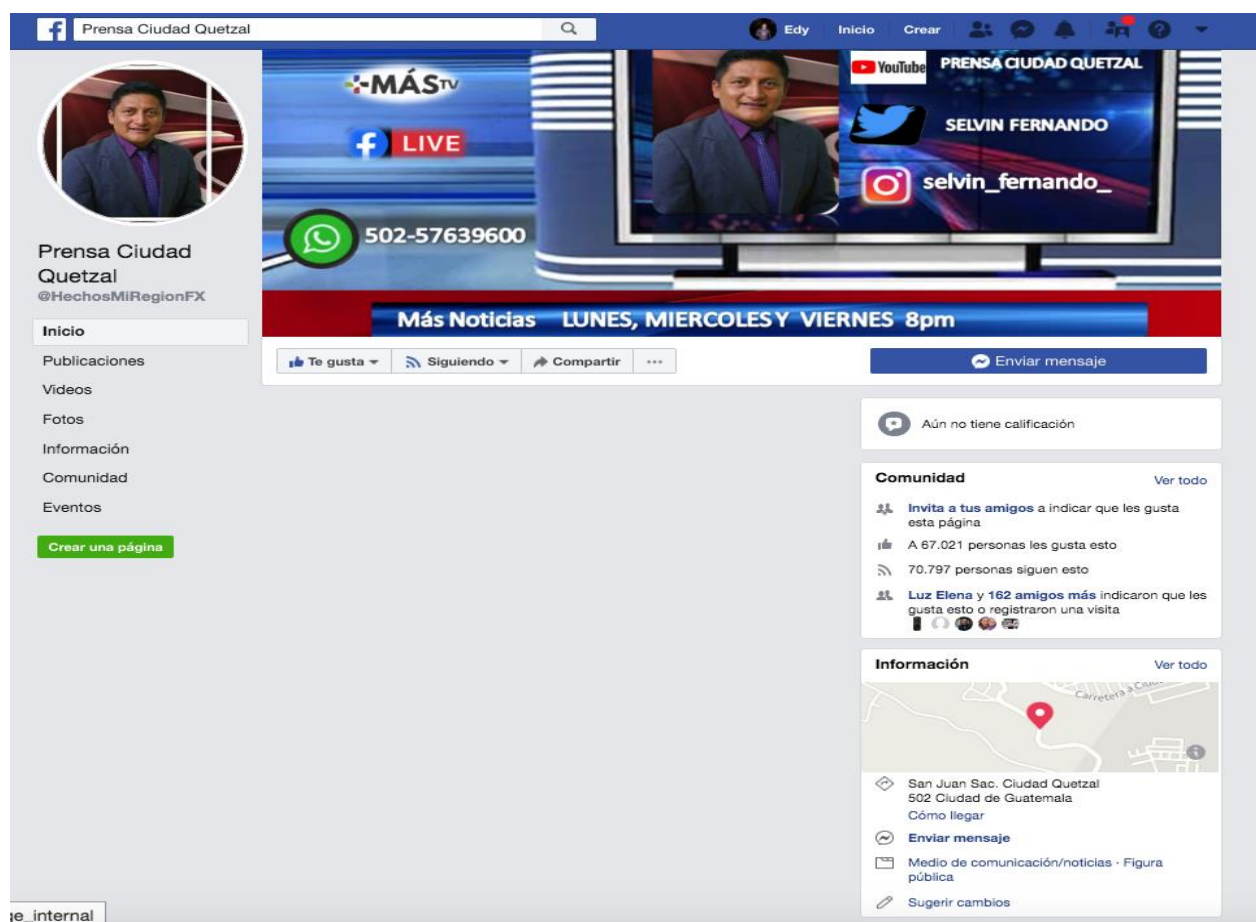 Prensa Ciudad Quetzal
Edy
Inicio
Crear
MÁSTV
LIVE
502-57639600
YouTube
PRENSA CIUDAD QUETZAL
SELVIN FERNANDO
selvin_fernando_
Más Noticias LUNES, MIERCOLES Y VIERNES 8pm
Prensa Ciudad
Quetzal
@HechosMiRegionFX
Inicio
Publicaciones
Videos
Fotos
Información
Comunidad
Eventos
Crear una página
Te gusta
Siguiendo
Compartir
Enviar mensaje
Aún no tiene calificación
Comunidad
Ver todo
Invita a tus amigos a indicar que les gusta
esta página
A 67.021 personas les gusta esto
70.797 personas siguen esto
Luz Elena y 162 amigos más indicaron que les
gusta esto o registraron una visita
Información
Ver todo
Carretera a
San Juan Sac. Ciudad Quetzal
502 Ciudad de Guatemala
Cómo llegar
Enviar mensaje
Medio de comunicación/noticias · Figura
pública
Sugerir cambios
ge_internal